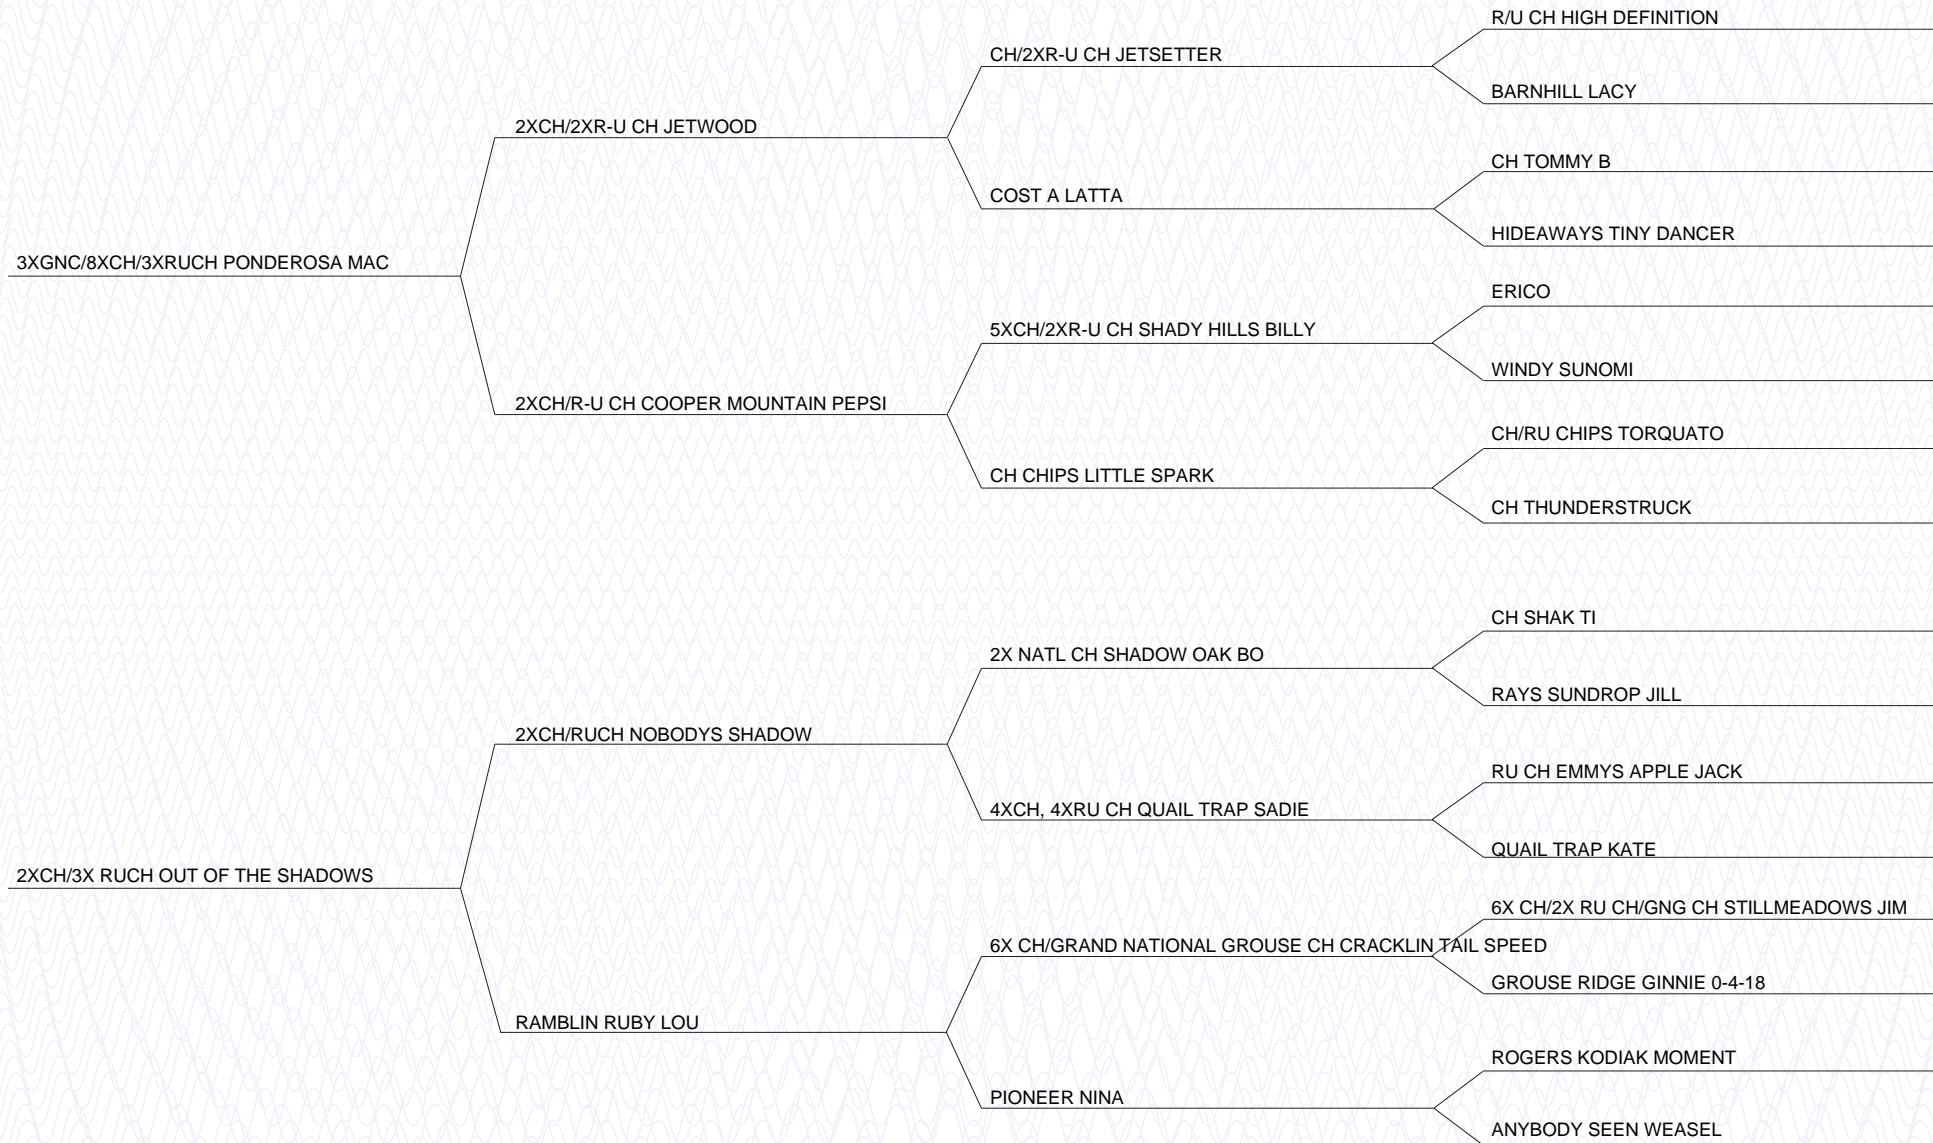 R/U CH HIGH DEFINITION
CH/2XR-U CH JETSETTER
BARNHILL LACY
2XCH/2XR-U CH JETWOOD
CH TOMMY B
COST A LATTA
HIDEAWAYS TINY DANCER
3XGNC/8XCH/3XRUCH PONDEROSA MAC
ERICO
5XCH/2XR-U CH SHADY HILLS BILLY
WINDY SUNOMI
2XCH/R-U CH COOPER MOUNTAIN PEPSI
CH/RU CHIPS TORQUATO
CH CHIPS LITTLE SPARK
CH THUNDERSTRUCK
CH SHAK TI
2X NATL CH SHADOW OAK BO
RAYS SUNDROP JILL
2XCH/RUCH NOBODYS SHADOW
RU CH EMMYS APPLE JACK
4XCH, 4XRU CH QUAIL TRAP SADIE
QUAIL TRAP KATE
2XCH/3X RUCH OUT OF THE SHADOWS
6X CH/2X RU CH/GNG CH STILLMEADOWS JIM
6X CH/GRAND NATIONAL GROUSE CH CRACKLIN TAIL SPEED
GROUSE RIDGE GINNIE 0-4-18
RAMBLIN RUBY LOU
ROGERS KODIAK MOMENT
PIONEER NINA
ANYBODY SEEN WEASEL